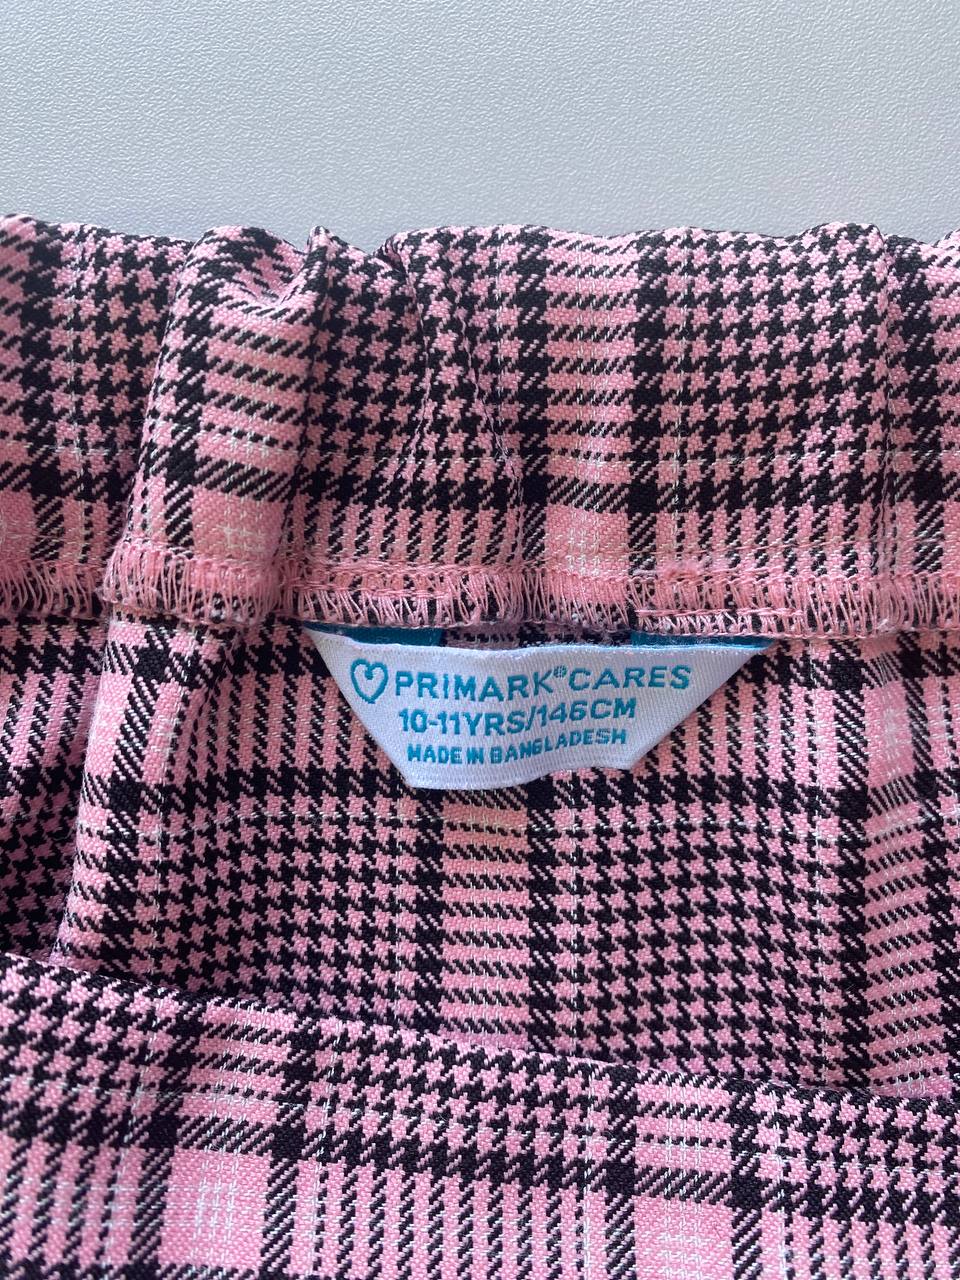 PRIMARK®CARES
10-11YRS/146CM
MADE IN BANGLADESH